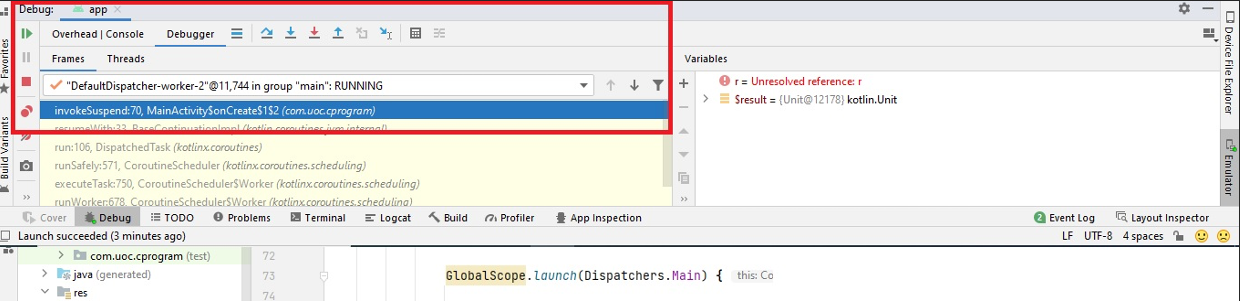 Debug: app
Overhead | Console Debugger
Frames Threads Variables
"DefaultDispatcher-worker-2"@11,744 in group "main": RUNNING
r = Unresolved reference: r
$result = {Unit@12178} kotlin.Unit
invokeSuspend:70, MainActivity$onCreate$1$2 (com.uoc.cprogram)
resumeWith:33, BaseContinuationImpl (kotlin.coroutines.jvm.internal)
run:106, DispatchedTask (kotlinx.coroutines)
runSafely:571, CoroutineScheduler (kotlinx.coroutines.scheduling)
executeTask:750, CoroutineScheduler$Worker (kotlinx.coroutines.scheduling)
runWorker:678, CoroutineScheduler$Worker (kotlinx.coroutines.scheduling)
Favorites
Build Variants
Device File Explorer
Emulator
Cover Debug TODO Problems Terminal Logcat Build Profiler App Inspection 2 Event Log Layout Inspector
Launch succeeded (3 minutes ago) LF UTF-8 4 spaces
com.uoc.cprogram (test) 72
java (generated) 73 GlobalScope.launch(Dispatchers.Main) { this: Co
res 74